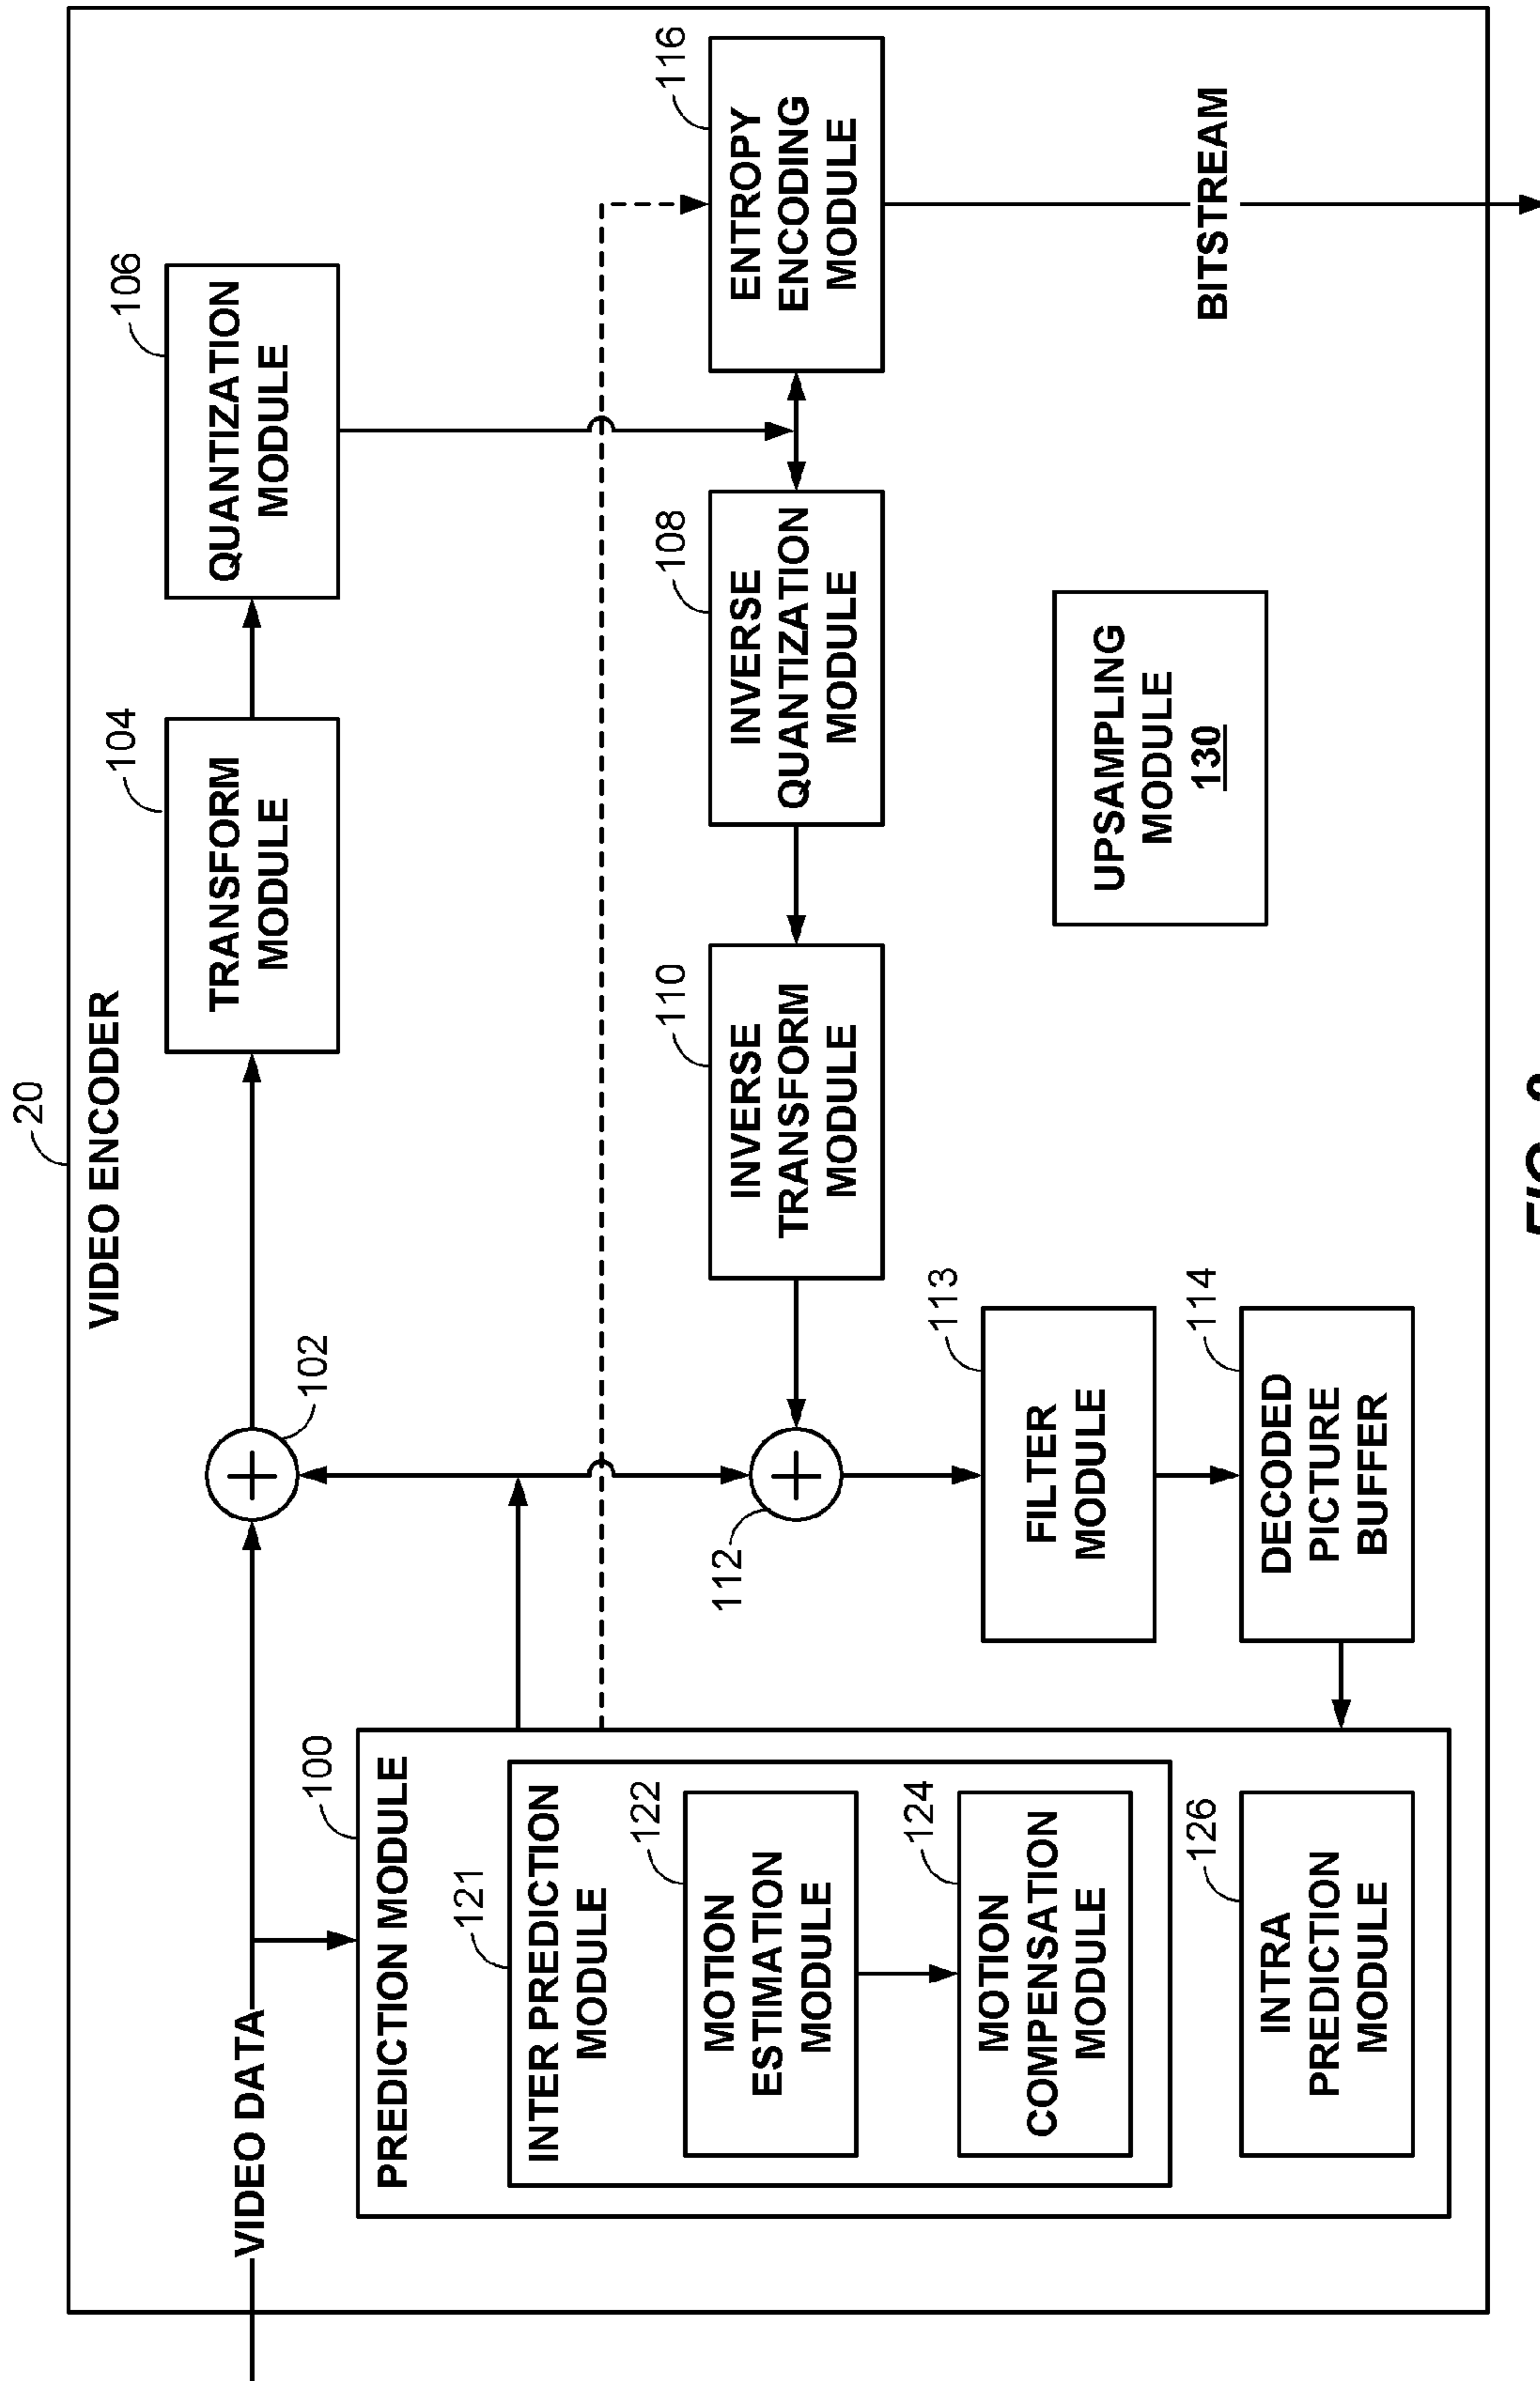 20
VIDEO ENCODER
VIDEO DATA
102
104
TRANSFORM
MODULE
106
QUANTIZATION
MODULE
100
PREDICTION MODULE
121
INTER PREDICTION
MODULE
122
MOTION
ESTIMATION
MODULE
124
MOTION
COMPENSATION
MODULE
126
INTRA
PREDICTION
MODULE
112
110
INVERSE
TRANSFORM
MODULE
108
INVERSE
QUANTIZATION
MODULE
116
ENTROPY
ENCODING
MODULE
113
FILTER
MODULE
114
DECODED
PICTURE
BUFFER
UPSAMPLING
MODULE
130
BITSTREAM
FIG.